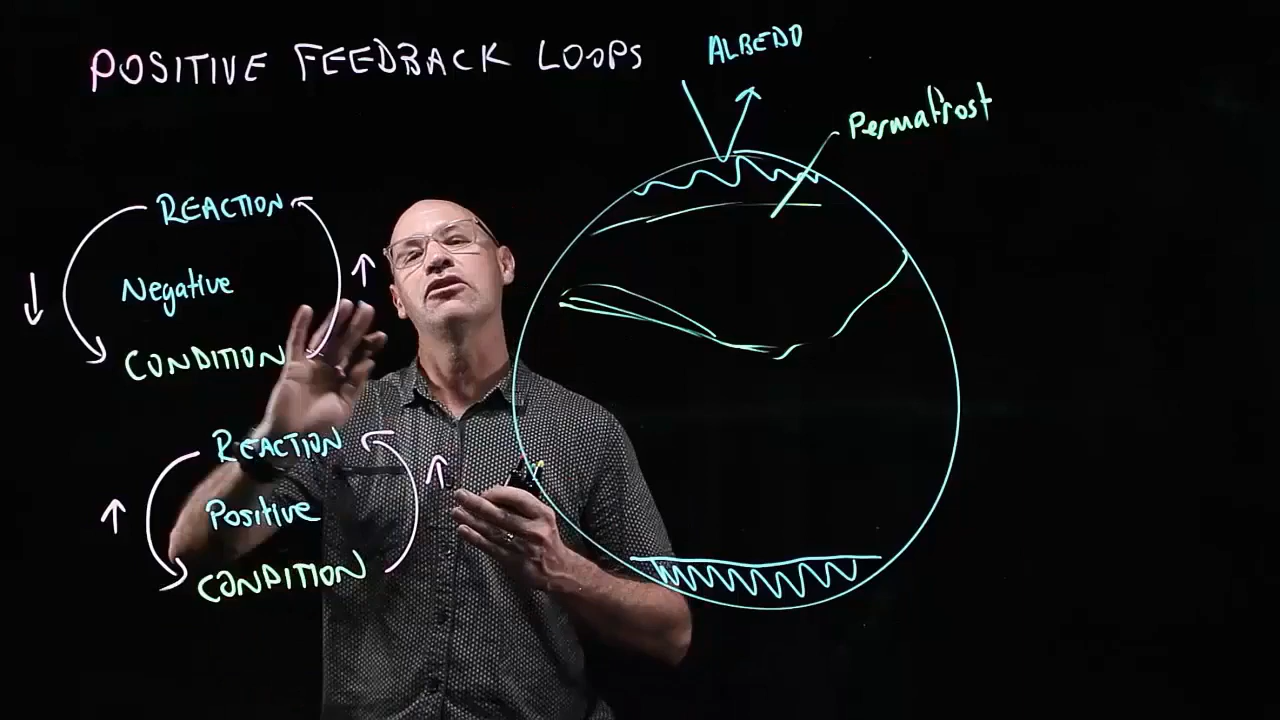 POSITIVE FEEDBACK LOOPS
ALBEDO
Permafrost
REACTION
Negative
CONDITION
REACTION
Positive
CONDITION